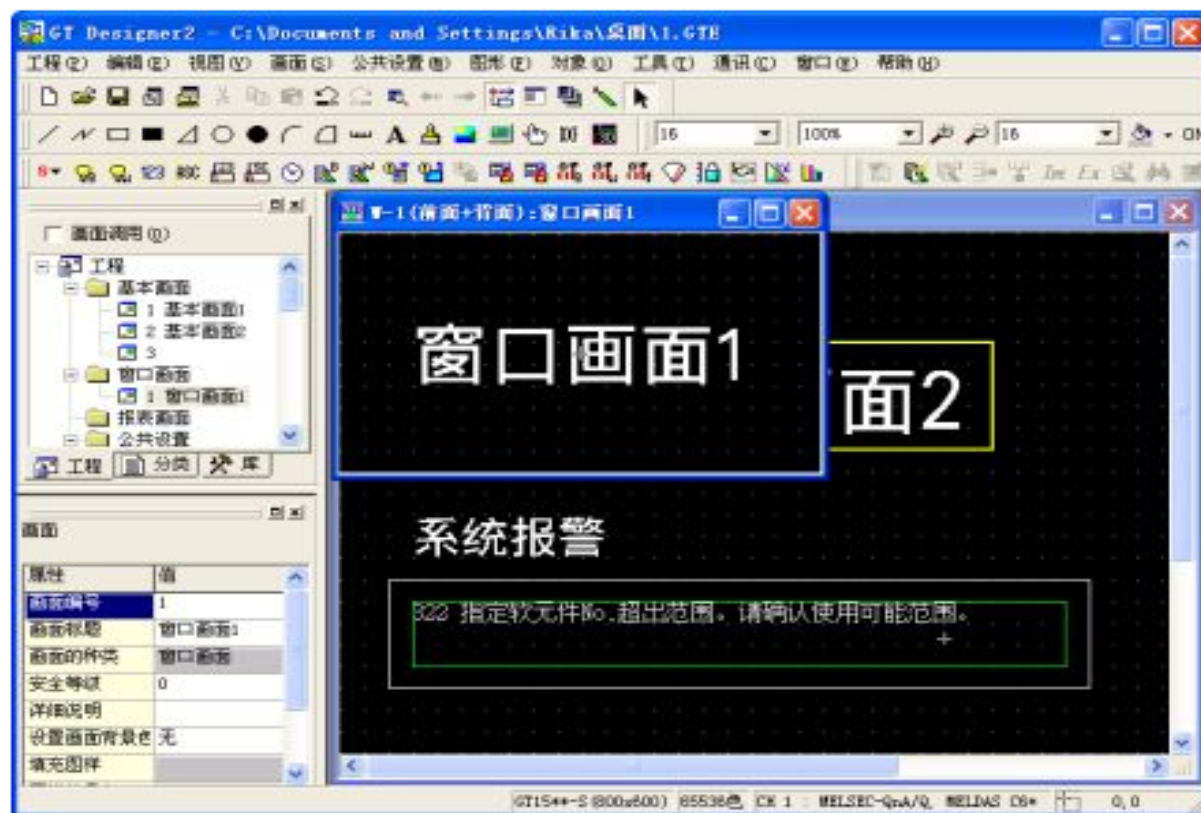 GT Designer2 - C:\Documents and Settings\Rika\桌面\1.GTE
工程(P) 编辑(E) 视图(V) 画面(S) 公共设置(M) 图形(F) 对象(O) 工具(T) 通讯(C) 窗口(W) 帮助(H)
16 100% 16
画面调用
工程
基本画面
1 基本画面1
2 基本画面2
3
窗口画面
1 窗口画面1
报表画面
公共设置
工程 分类 库
画面
属性 值
画面编号 1
画面标题 窗口画面1
画面的种类 窗口画面
安全等级 0
详细说明
设置画面背景色 无
填充图样
W-1(前面+背面):窗口画面1
窗口画面1
面2
系统报警
322 指定软元件No.超出范围。请确认使用可能范围。
GT15**-S(800x600) 65536色 CH 1 : MELSEC-QnA/Q, MELDAS C6* 0,0